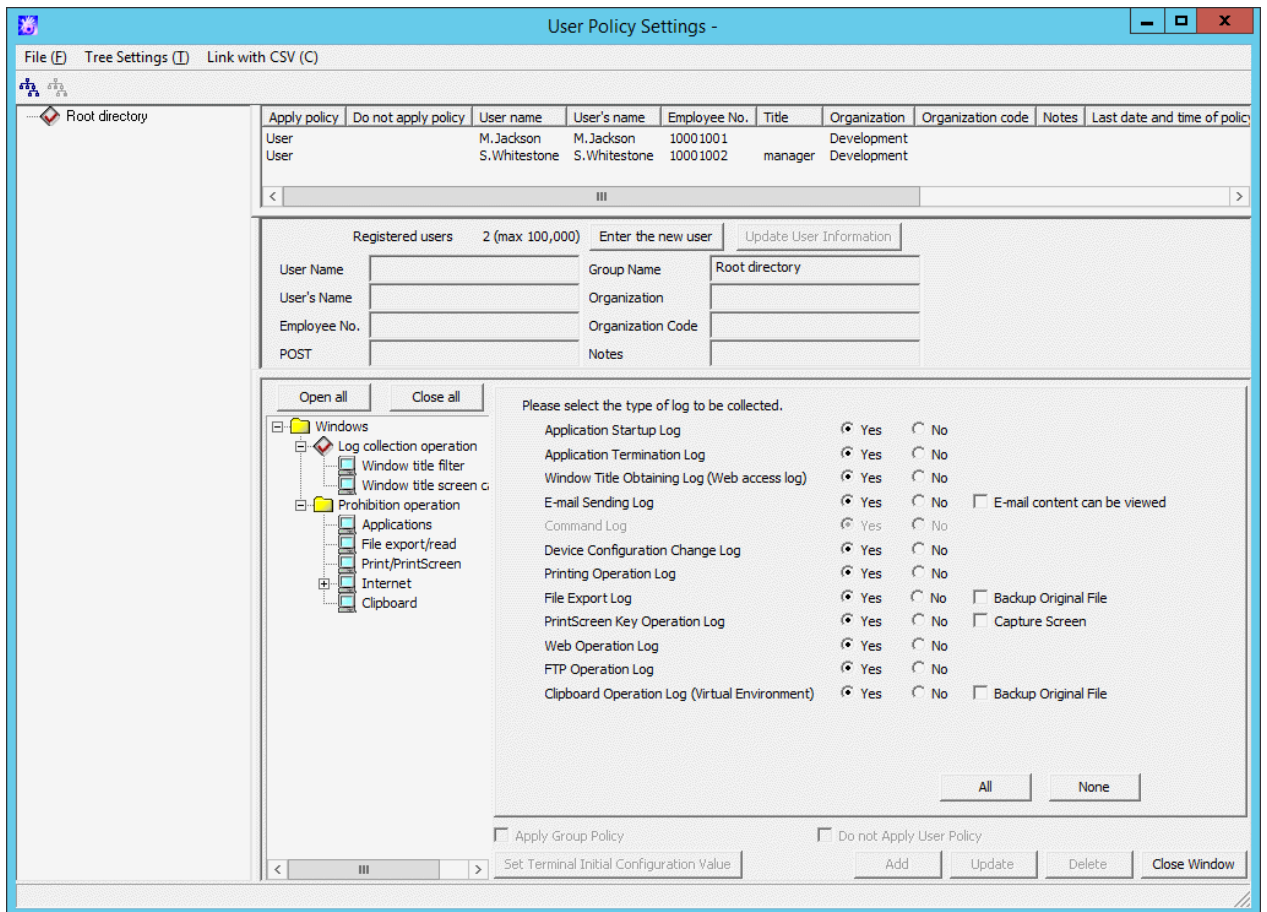 User Policy Settings -
File (F) Tree Settings (T) Link with CSV (C)
Root directory
Apply policy Do not apply policy User name User's name Employee No. Title Organization Organization code Notes Last date and time of policy
User M.Jackson M.Jackson 10001001 Development
User S.Whitestone S.Whitestone 10001002 manager Development
Registered users 2 (max 100,000) Enter the new user Update User Information
User Name Group Name Root directory
User's Name Organization
Employee No. Organization Code
POST Notes
Open all Close all
Windows
Log collection operation
Window title filter
Window title screen ca
Prohibition operation
Applications
File export/read
Print/PrintScreen
Internet
Clipboard
Please select the type of log to be collected.
Application Startup Log Yes No
Application Termination Log Yes No
Window Title Obtaining Log (Web access log) Yes No
E-mail Sending Log Yes No E-mail content can be viewed
Command Log Yes No
Device Configuration Change Log Yes No
Printing Operation Log Yes No
File Export Log Yes No Backup Original File
PrintScreen Key Operation Log Yes No Capture Screen
Web Operation Log Yes No
FTP Operation Log Yes No
Clipboard Operation Log (Virtual Environment) Yes No Backup Original File
All None
Apply Group Policy Do not Apply User Policy
Set Terminal Initial Configuration Value Add Update Delete Close Window